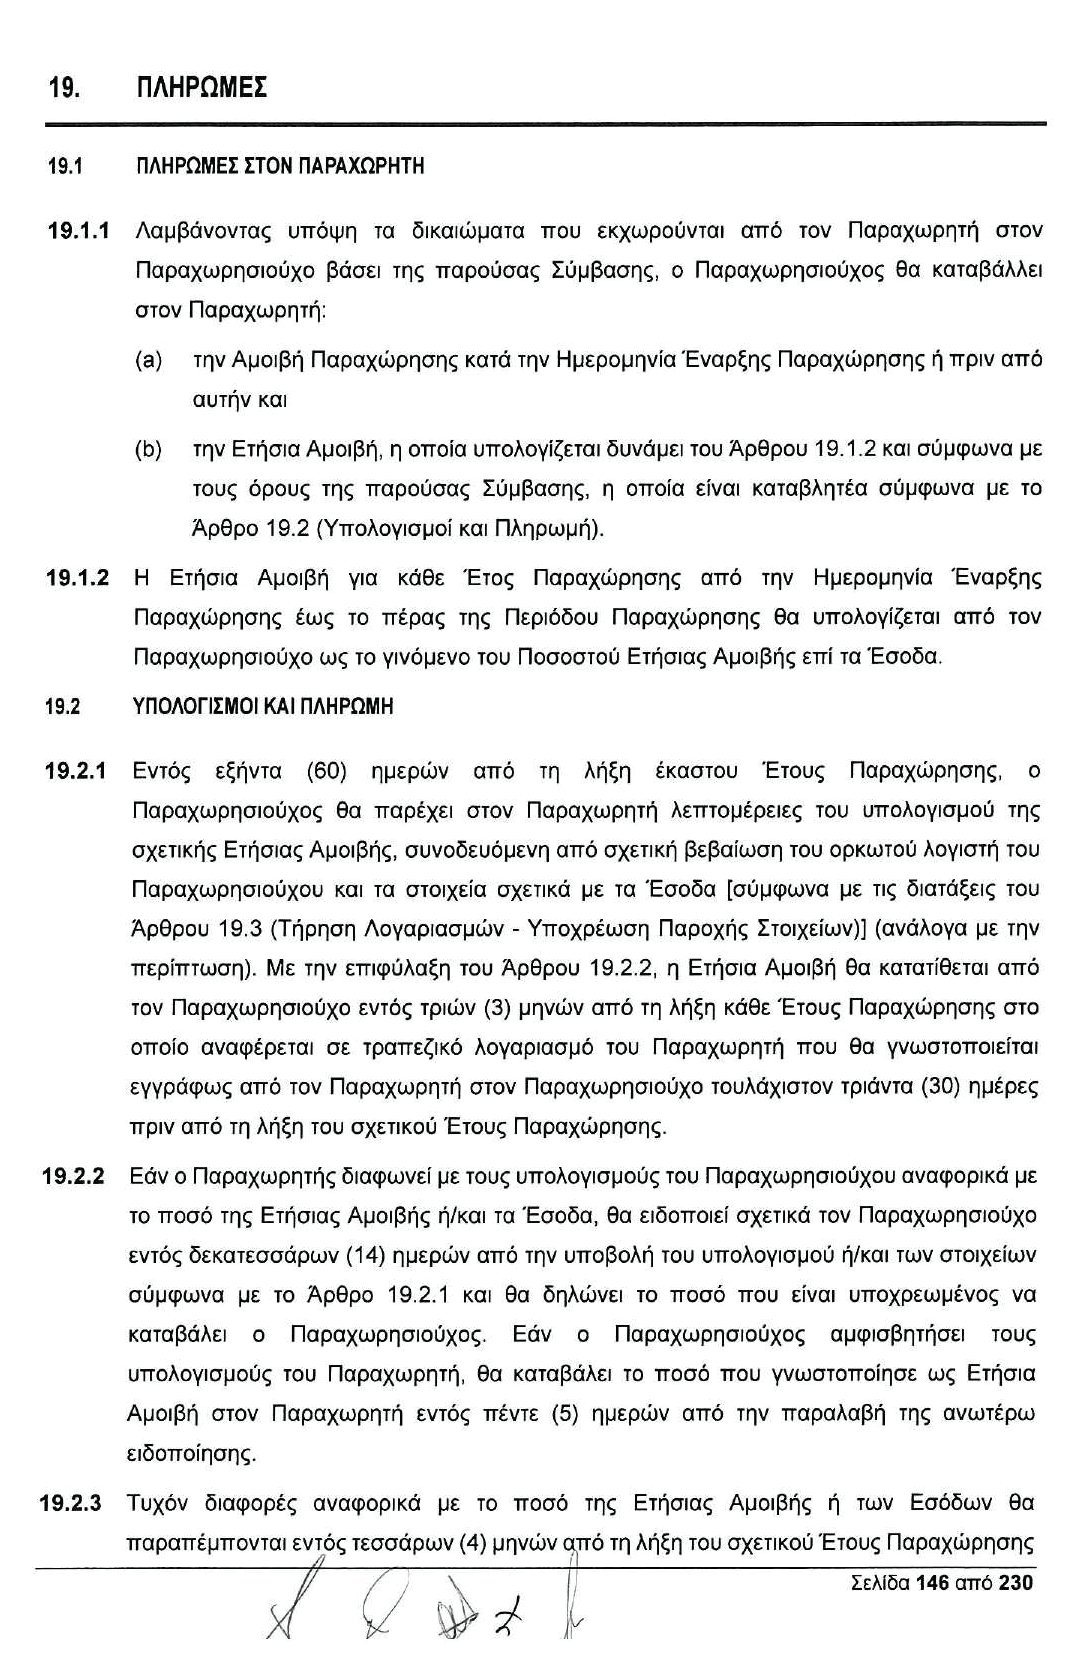 19. ΠΛΗΡΩΜΕΣ
19.1 ΠΛΗΡΩΜΕΣ ΣΤΟΝ ΠΑΡΑΧΩΡΗΤΗ
19.1.1 Λαμβάνοντας υπόψη τα δικαιώματα που εκχωρούνται από τον Παραχωρητή στον
Παραχωρησιούχο βάσει της παρούσας Σύμβασης, ο Παραχωρησιούχος θα καταβάλλει
στον Παραχωρητή:
(a) την Αμοιβή Παραχώρησης κατά την Ημερομηνία Έναρξης Παραχώρησης ή πριν από
αυτήν και
(b) την Ετήσια Αμοιβή, η οποία υπολογίζεται δυνάμει του Άρθρου 19.1.2 και σύμφωνα με
τους όρους της παρούσας Σύμβασης, η οποία είναι καταβλητέα σύμφωνα με το
Άρθρο 19.2 (Υπολογισμοί και Πληρωμή).
19.1.2 Η Ετήσια Αμοιβή για κάθε Έτος Παραχώρησης από την Ημερομηνία Έναρξης
Παραχώρησης έως το πέρας της Περιόδου Παραχώρησης θα υπολογίζεται από τον
Παραχωρησιούχο ως το γινόμενο του Ποσοστού Ετήσιας Αμοιβής επί τα Έσοδα.
19.2 ΥΠΟΛΟΓΙΣΜΟΙ ΚΑΙ ΠΛΗΡΩΜΗ
19.2.1 Εντός εξήντα (60) ημερών από τη λήξη έκαστου Έτους Παραχώρησης, ο
Παραχωρησιούχος θα παρέχει στον Παραχωρητή λεπτομέρειες του υπολογισμού της
σχετικής Ετήσιας Αμοιβής, συνοδευόμενη από σχετική βεβαίωση του ορκωτού λογιστή του
Παραχωρησιούχου και τα στοιχεία σχετικά με τα Έσοδα [σύμφωνα με τις διατάξεις του
Άρθρου 19.3 (Τήρηση Λογαριασμών - Υποχρέωση Παροχής Στοιχείων)] (ανάλογα με την
περίπτωση). Με την επιφύλαξη του Άρθρου 19.2.2, η Ετήσια Αμοιβή θα κατατίθεται από
τον Παραχωρησιούχο εντός τριών (3) μηνών από τη λήξη κάθε Έτους Παραχώρησης στο
οποίο αναφέρεται σε τραπεζικό λογαριασμό του Παραχωρητή που θα γνωστοποιείται
εγγράφως από τον Παραχωρητή στον Παραχωρησιούχο τουλάχιστον τριάντα (30) ημέρες
πριν από τη λήξη του σχετικού Έτους Παραχώρησης.
19.2.2 Εάν ο Παραχωρητής διαφωνεί με τους υπολογισμούς του Παραχωρησιούχου αναφορικά με
το ποσό της Ετήσιας Αμοιβής ή/και τα Έσοδα, θα ειδοποιεί σχετικά τον Παραχωρησιούχο
εντός δεκατεσσάρων (14) ημερών από την υποβολή του υπολογισμού ή/και των στοιχείων
σύμφωνα με το Άρθρο 19.2.1 και θα δηλώνει το ποσό που είναι υποχρεωμένος να
καταβάλει ο Παραχωρησιούχος. Εάν ο Παραχωρησιούχος αμφισβητήσει τους
υπολογισμούς του Παραχωρητή, θα καταβάλει το ποσό που γνωστοποίησε ως Ετήσια
Αμοιβή στον Παραχωρητή εντός πέντε (5) ημερών από την παραλαβή της ανωτέρω
ειδοποίησης.
19.2.3 Τυχόν διαφορές αναφορικά με το ποσό της Ετήσιας Αμοιβής ή των Εσόδων θα
παραπέμπονται εντός τεσσάρων (4) μηνών από τη λήξη του σχετικού Έτους Παραχώρησης
Σελίδα 146 από 230